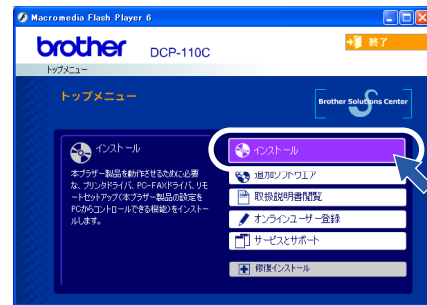 Macromedia Flash Player 6
brother
DCP-110C
終了
トップメニュー
トップメニュー
Brother Solutions Center
インストール
本ブラザー製品を動作させるために必要
な、プリンタドライバ、PC-FAXドライバ、リモ
ートセットアップ(本ブラザー製品の設定を
PCからコントロールできる機能)をインストー
ルします。
インストール
追加ソフトウエア
取扱説明書閲覧
オンラインユーザー登録
サービスとサポート
修復インストール